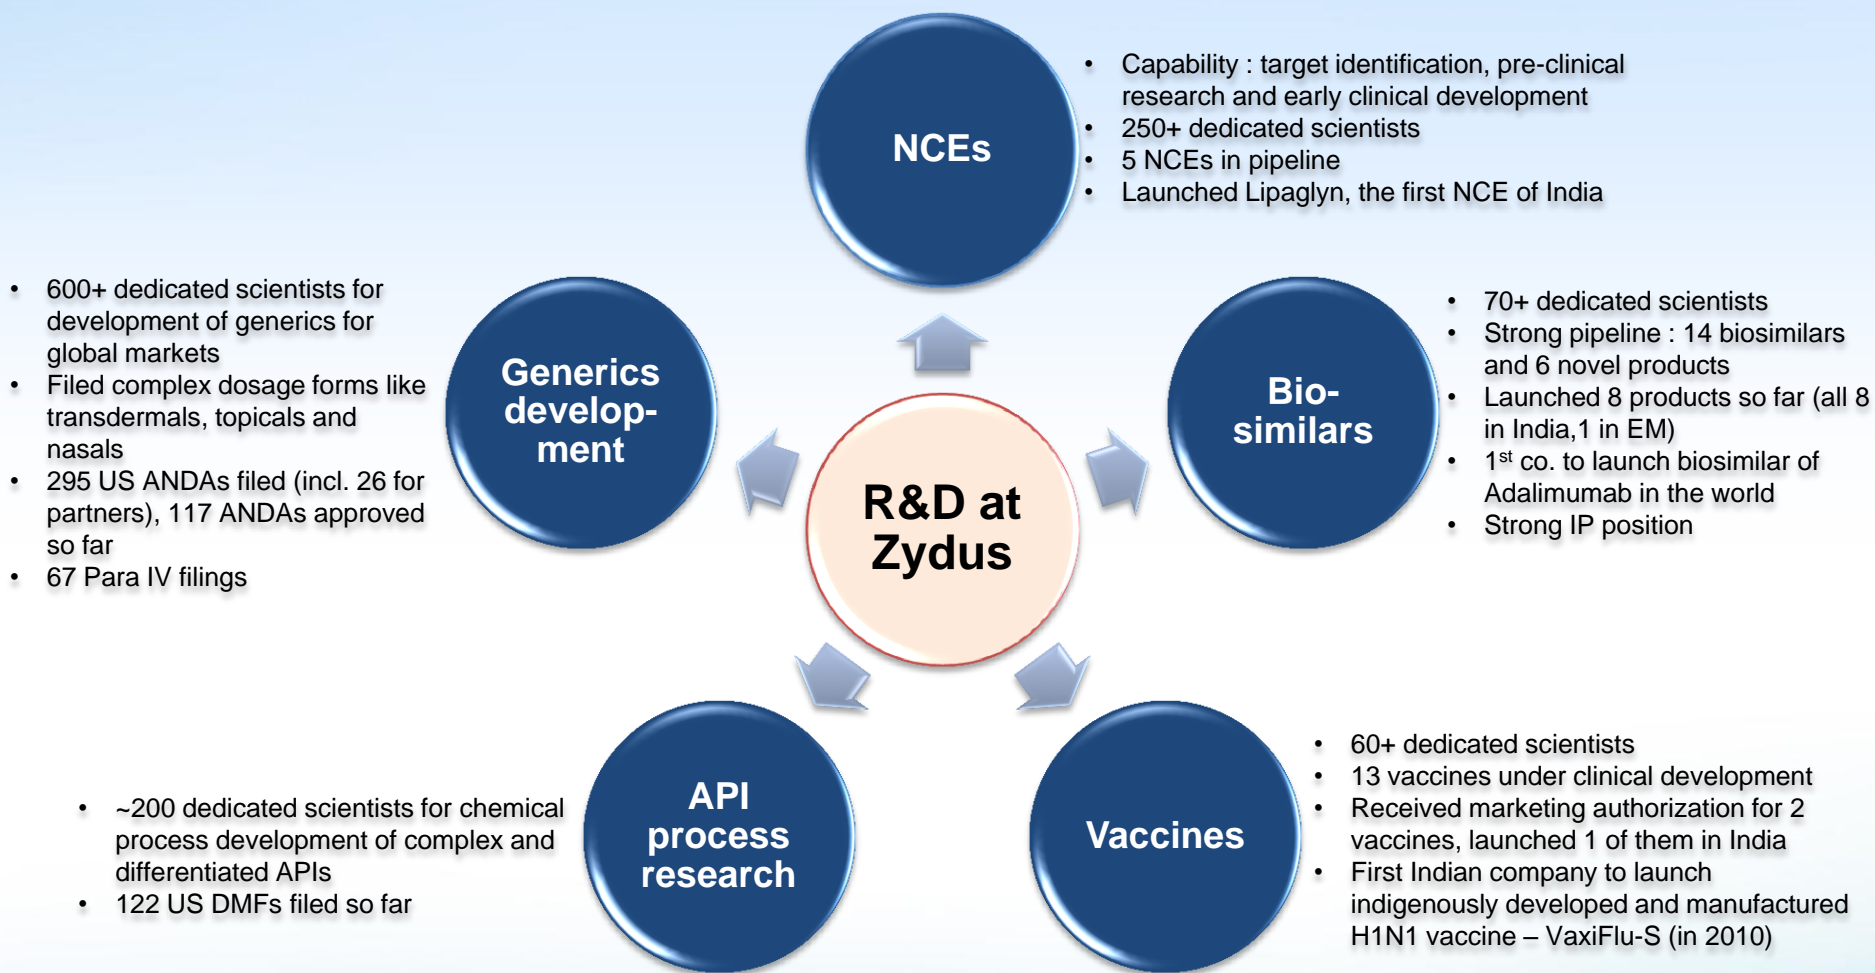 NCEs
• Capability : target identification, pre-clinical
research and early clinical development
• 250+ dedicated scientists
• 5 NCEs in pipeline
• Launched Lipaglyn, the first NCE of India
• 600+ dedicated scientists for
development of generics for
global markets
• Filed complex dosage forms like
transdermals, topicals and
nasals
• 295 US ANDAs filed (incl. 26 for
partners), 117 ANDAs approved
so far
• 67 Para IV filings
Generics
develop-
ment
Bio-
similars
• 70+ dedicated scientists
• Strong pipeline : 14 biosimilars
and 6 novel products
• Launched 8 products so far (all 8
in India,1 in EM)
• 1st co. to launch biosimilar of
Adalimumab in the world
• Strong IP position
R&D at
Zydus
• ~200 dedicated scientists for chemical
process development of complex and
differentiated APIs
• 122 US DMFs filed so far
API
process
research
Vaccines
• 60+ dedicated scientists
• 13 vaccines under clinical development
• Received marketing authorization for 2
vaccines, launched 1 of them in India
• First Indian company to launch
indigenously developed and manufactured
H1N1 vaccine – VaxiFlu-S (in 2010)